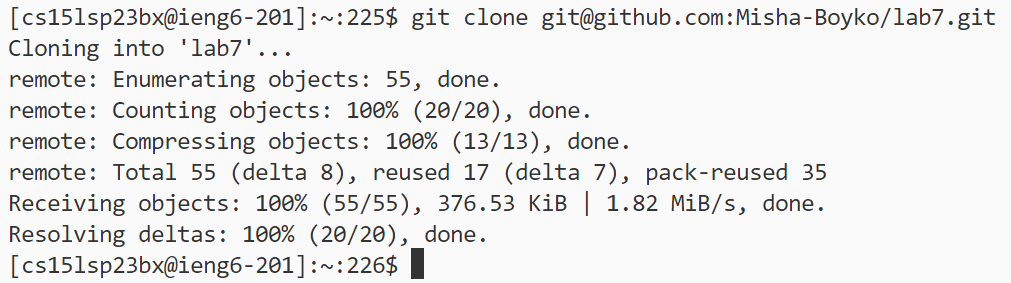 [cs15lsp23bx@ieng6-201]:~:225$ git clone git@github.com:Misha-Boyko/lab7.git
Cloning into 'lab7'...
remote: Enumerating objects: 55, done.
remote: Counting objects: 100% (20/20), done.
remote: Compressing objects: 100% (13/13), done.
remote: Total 55 (delta 8), reused 17 (delta 7), pack-reused 35
Receiving objects: 100% (55/55), 376.53 KiB | 1.82 MiB/s, done.
Resolving deltas: 100% (20/20), done.
[cs15lsp23bx@ieng6-201]:~:226$